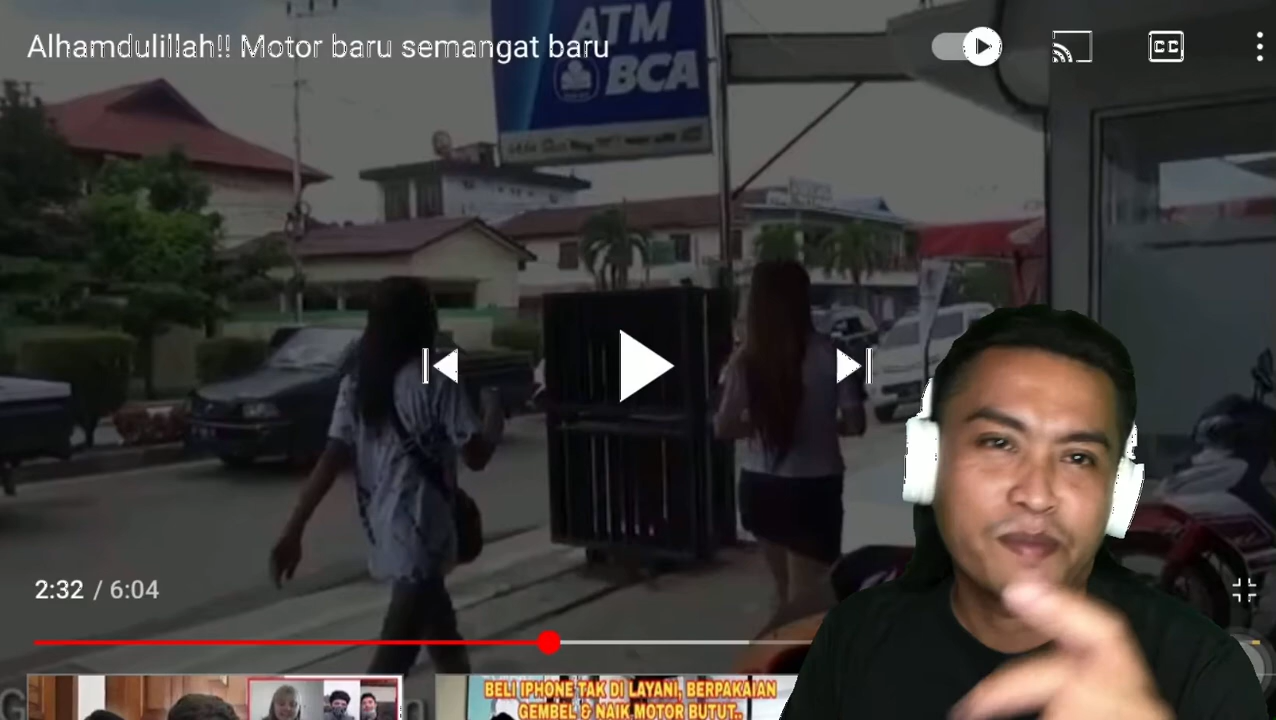 Alhamdulillah!! Motor baru semangat baru
ATM
BCA
CC
2:32 / 6:04
BELI IPHONE TAK DI LAYANI, BERPAKAIAN
GEMBEL & NAIK MOTOR BUTUT..